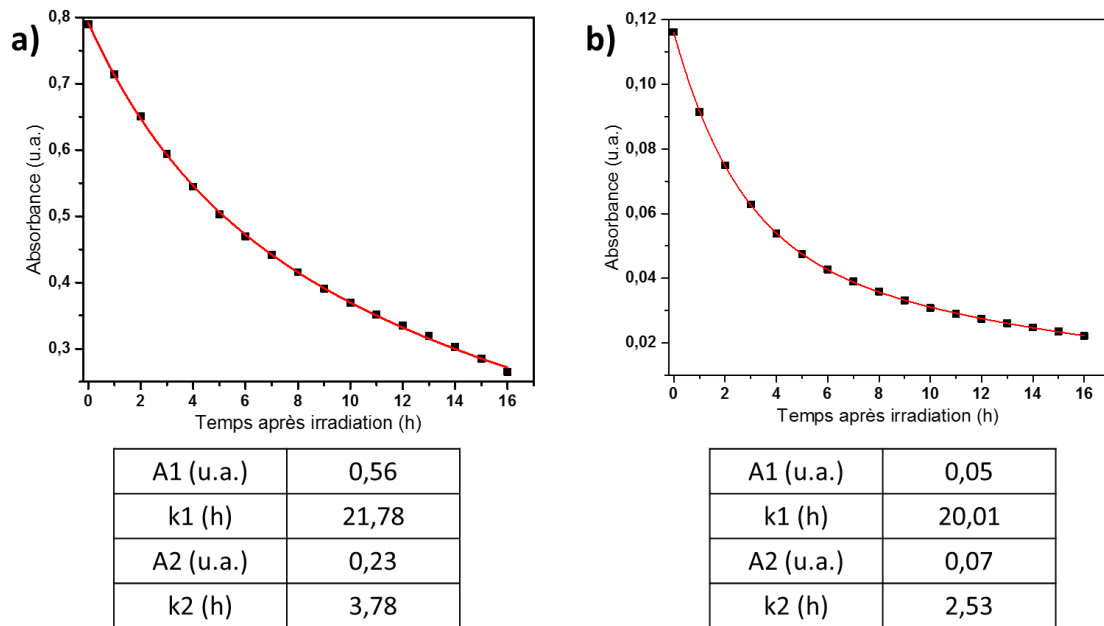 a)
Absorbance (u.a.)
0,8
0,7
0,6
0,5
0,4
0,3
0 2 4 6 8 10 12 14 16
Temps après irradiation (h)
A1 (u.a.) 0,56
k1 (h) 21,78
A2 (u.a.) 0,23
k2 (h) 3,78
b)
Absorbance (u.a.)
0,12
0,10
0,08
0,06
0,04
0,02
0 2 4 6 8 10 12 14 16
Temps après irradiation (h)
A1 (u.a.) 0,05
k1 (h) 20,01
A2 (u.a.) 0,07
k2 (h) 2,53